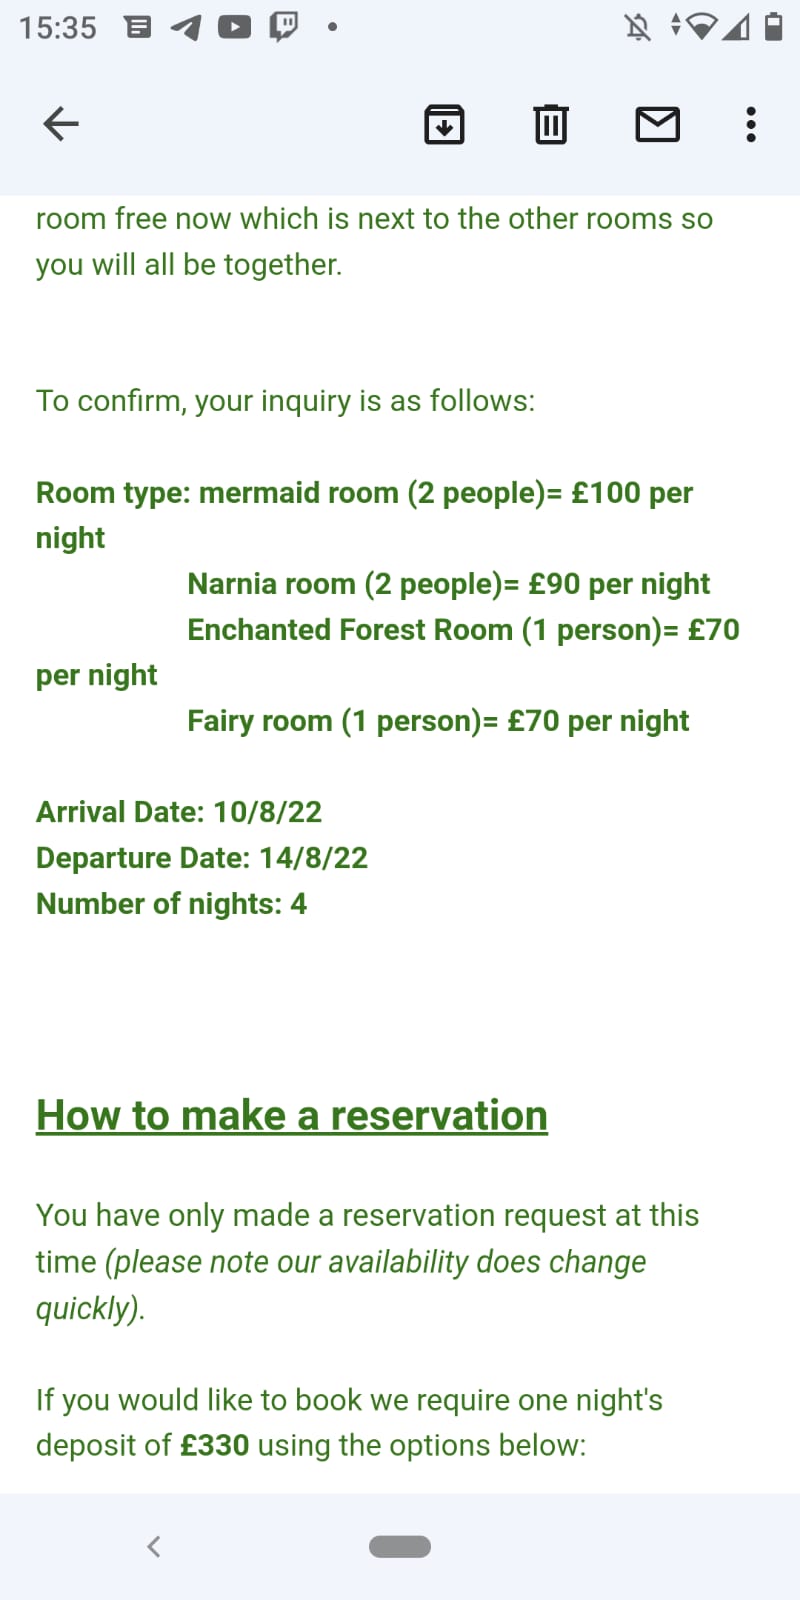 15:35
room free now which is next to the other rooms so
you will all be together.
To confirm, your inquiry is as follows:
Room type: mermaid room (2 people)= £100 per
night
Narnia room (2 people)= £90 per night
Enchanted Forest Room (1 person)= £70
per night
Fairy room (1 person)= £70 per night
Arrival Date: 10/8/22
Departure Date: 14/8/22
Number of nights: 4
How to make a reservation
You have only made a reservation request at this
time (please note our availability does change
quickly).
If you would like to book we require one night's
deposit of £330 using the options below: